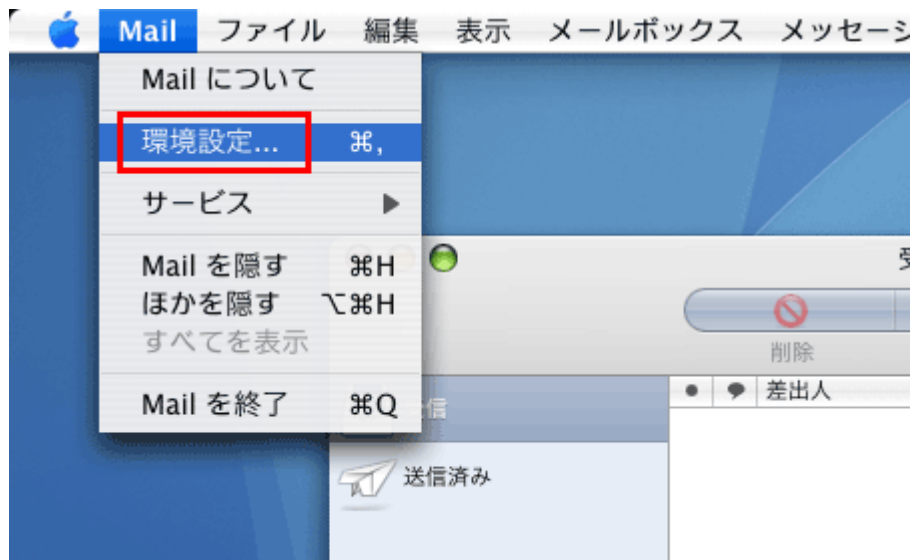 Mail ファイル 編集 表示 メールボックス メッセージ
Mail について
環境設定... ⌘,
サービス ▶
Mail を隠す ⌘H
ほかを隠す ⌥⌘H
すべてを表示
Mail を終了 ⌘Q
削除
差出人
信
送信済み